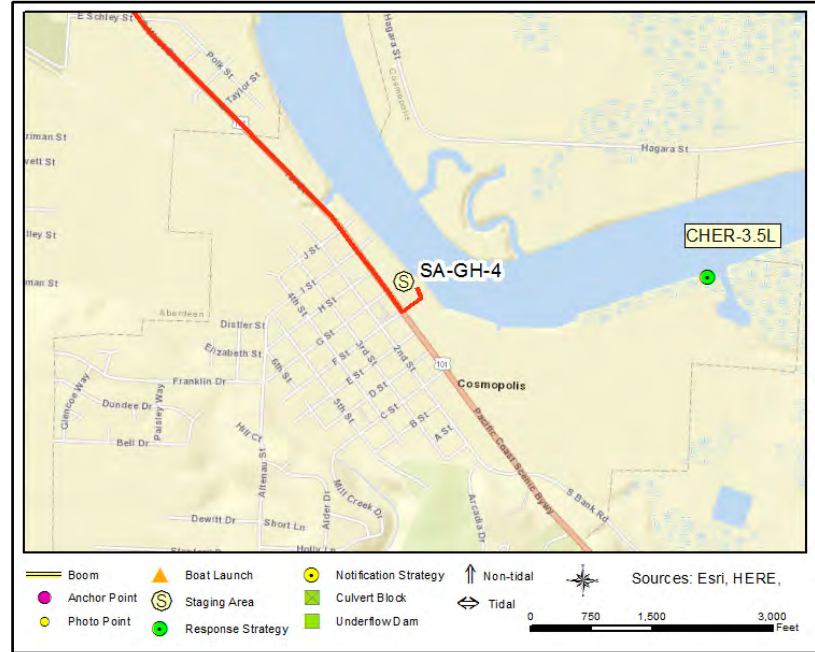 E Schley St
Polk St
Taylor St
Hagara St
Cosmopolis
Hagara St
CHER-3.5L
SA-GH-4
S
J St
I St
H St
G St
F St
E St
D St
C St
B St
A St
4th St
3rd St
2nd St
6th St
5th St
Aberdeen
Distler St
Elizabeth St
Franklin Dr
Glencoe Way
Dundee Dr
Paisley Way
Bell Dr
Hill Ct
Altenau St
Mill Creek Dr
Alder Dr
Dewitt Dr
Short Ln
101
Cosmopolis
Pacific Coast Scenic Bywy
S Bank Rd
Arcadia Dr
Boom
Boat Launch
Notification Strategy
Non-tidal
Sources: Esri, HERE,
Anchor Point
S
Staging Area
Culvert Block
Tidal
Photo Point
Response Strategy
Underflow Dam
0 750 1,500 3,000
Feet